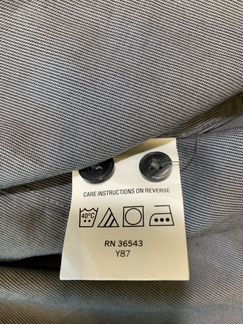 CARE INSTRUCTIONS ON REVERSE
40°C
RN 36543
Y87